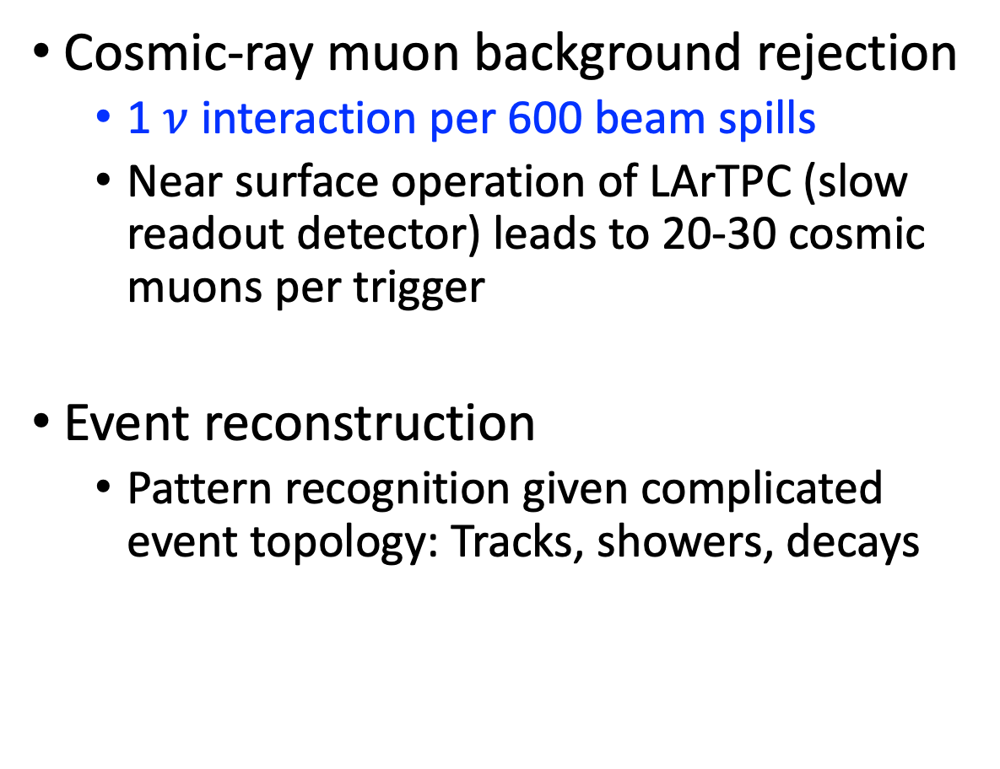 • Cosmic-ray muon background rejection
• 1 𝜈 interaction per 600 beam spills
• Near surface operation of LArTPC (slow
readout detector) leads to 20-30 cosmic
muons per trigger
• Event reconstruction
• Pattern recognition given complicated
event topology: Tracks, showers, decays